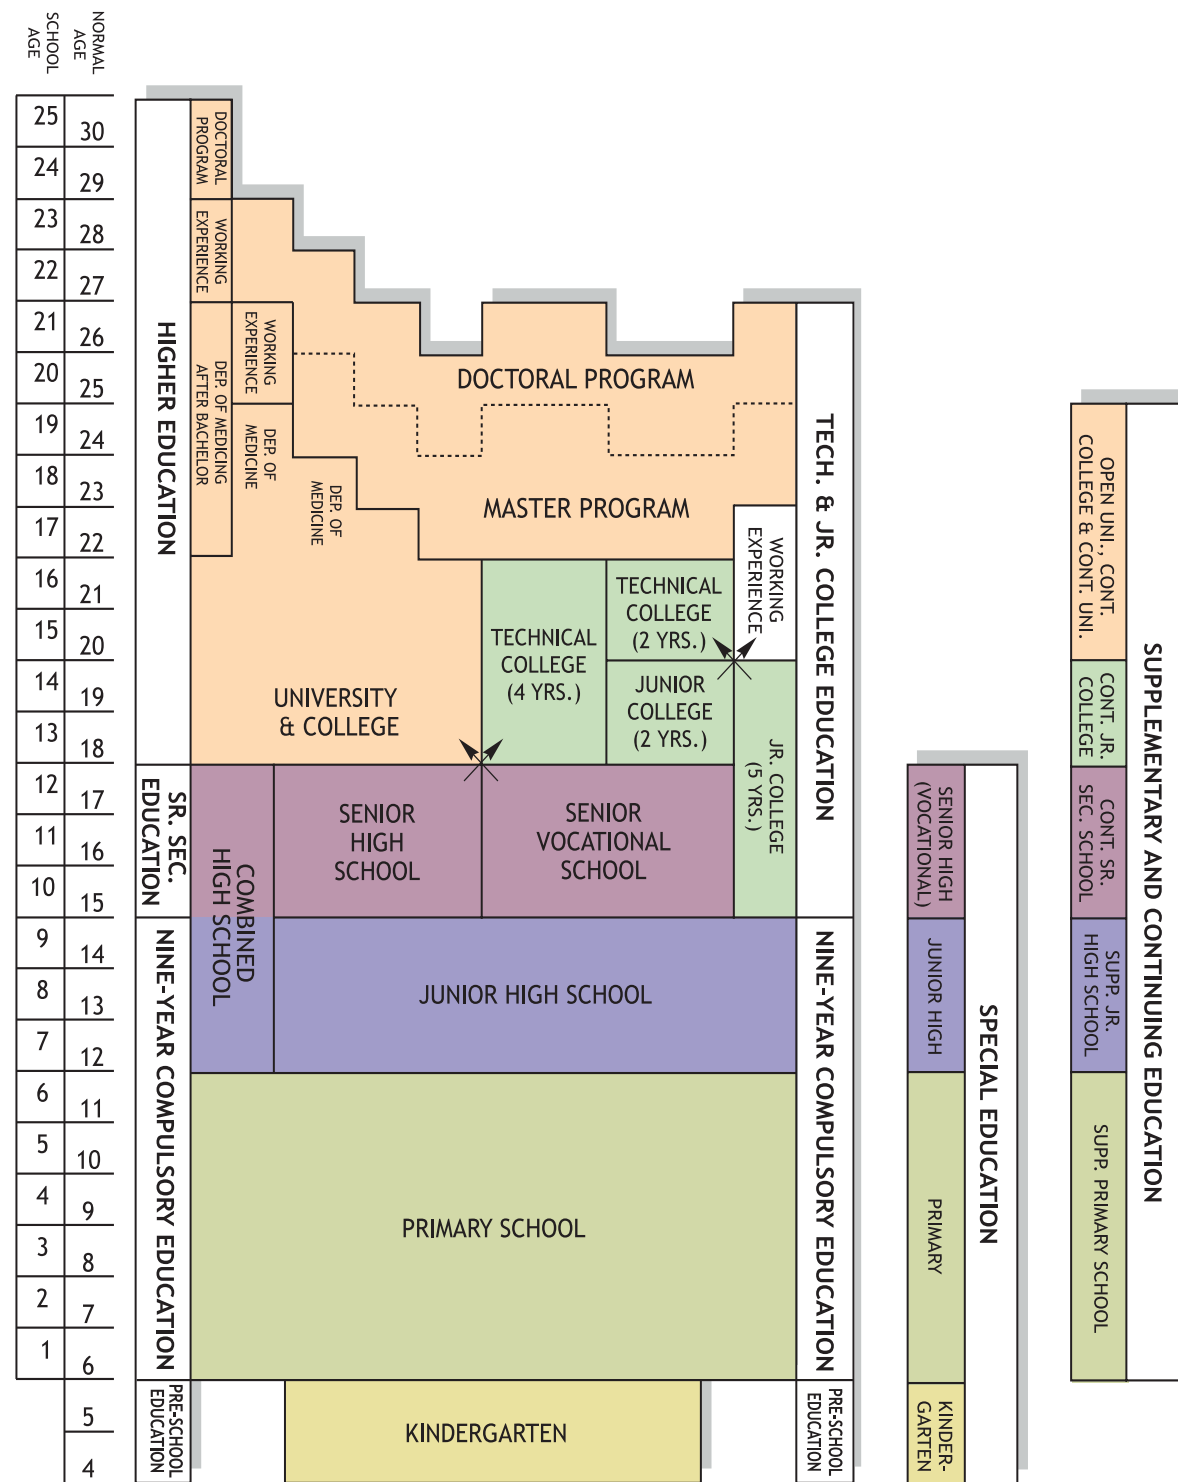 SCHOOL
AGE
NORMAL
AGE
25
30
24
29
23
28
22
27
21
26
20
25
19
24
18
23
17
22
16
21
15
20
14
19
13
18
12
17
11
16
10
15
9
14
8
13
7
12
6
11
5
10
4
9
3
8
2
7
1
6
5
4
HIGHER EDUCATION
SR. SEC.
EDUCATION
NINE-YEAR COMPULSORY EDUCATION
PRE-SCHOOL
EDUCATION
DOCTORAL
PROGRAM
WORKING
EXPERIENCE
DEP. OF MEDICING
AFTER BACHELOR
WORKING
EXPERIENCE
DEP. OF
MEDICINE
DEP. OF
MEDICINE
DOCTORAL PROGRAM
MASTER PROGRAM
UNIVERSITY
& COLLEGE
TECHNICAL
COLLEGE
(4 YRS.)
TECHNICAL
COLLEGE
(2 YRS.)
JUNIOR
COLLEGE
(2 YRS.)
WORKING
EXPERIENCE
JR. COLLEGE
(5 YRS.)
COMBINED
HIGH SCHOOL
SENIOR
HIGH
SCHOOL
SENIOR
VOCATIONAL
SCHOOL
JUNIOR HIGH SCHOOL
PRIMARY SCHOOL
KINDERGARTEN
TECH. & JR. COLLEGE EDUCATION
NINE-YEAR COMPULSORY EDUCATION
PRE-SCHOOL
EDUCATION
SENIOR HIGH
(VOCATIONAL)
JUNIOR HIGH
PRIMARY
KINDER-
GARTEN
SPECIAL EDUCATION
OPEN UNI., CONT.
COLLEGE & CONT. UNI.
CONT. JR.
COLLEGE
CONT. SR.
SEC. SCHOOL
SUPP. JR.
HIGH SCHOOL
SUPP. PRIMARY SCHOOL
SUPPLEMENTARY AND CONTINUING EDUCATION